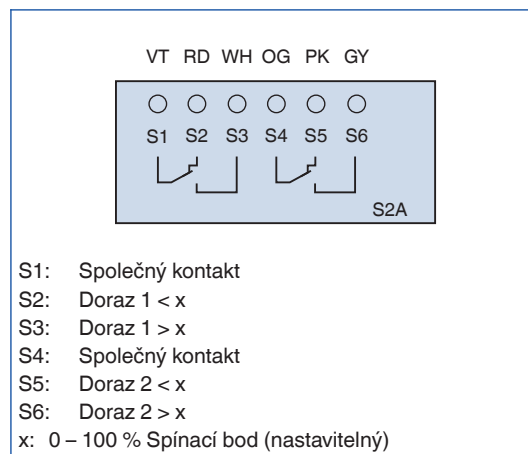 VT RD WH OG PK GY
S1 S2 S3 S4 S5 S6
S2A
S1: Společný kontakt
S2: Doraz 1 < x
S3: Doraz 1 > x
S4: Společný kontakt
S5: Doraz 2 < x
S6: Doraz 2 > x
x: 0 – 100 % Spínací bod (nastavitelný)